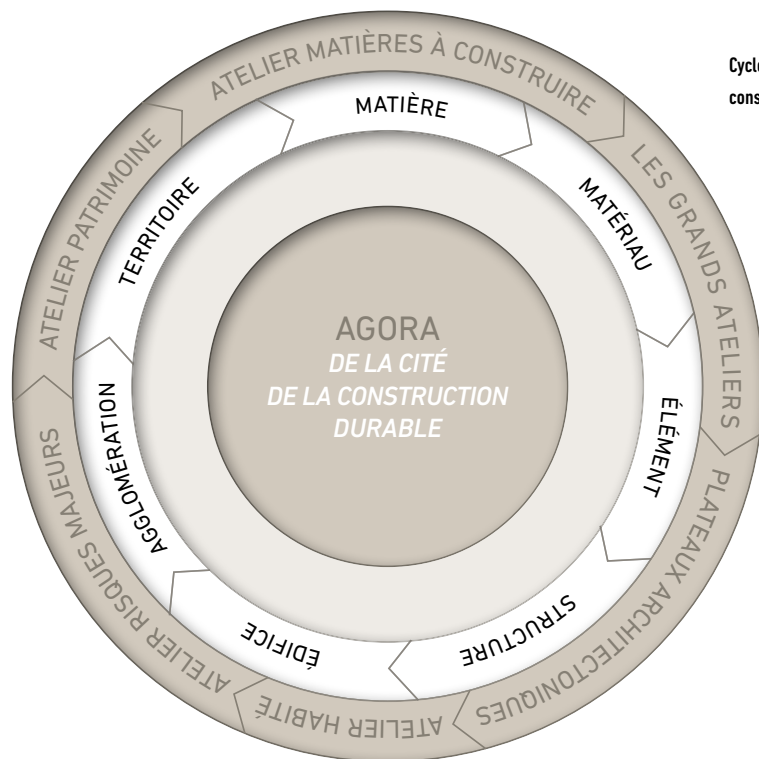 ATELIER MATIÈRES À CONSTRUIRE
LES GRANDS ATELIERS
PLATEAUX ARCHITECTONIQUES
ATELIER HABITÉ
ATELIER RISQUES MAJEURS
ATELIER PATRIMOINE
MATIÈRE
MATÉRIAU
ÉLÉMENT
STRUCTURE
ÉDIFICE
AGGLOMÉRATION
TERRITOIRE
AGORA
DE LA CITÉ
DE LA CONSTRUCTION
DURABLE